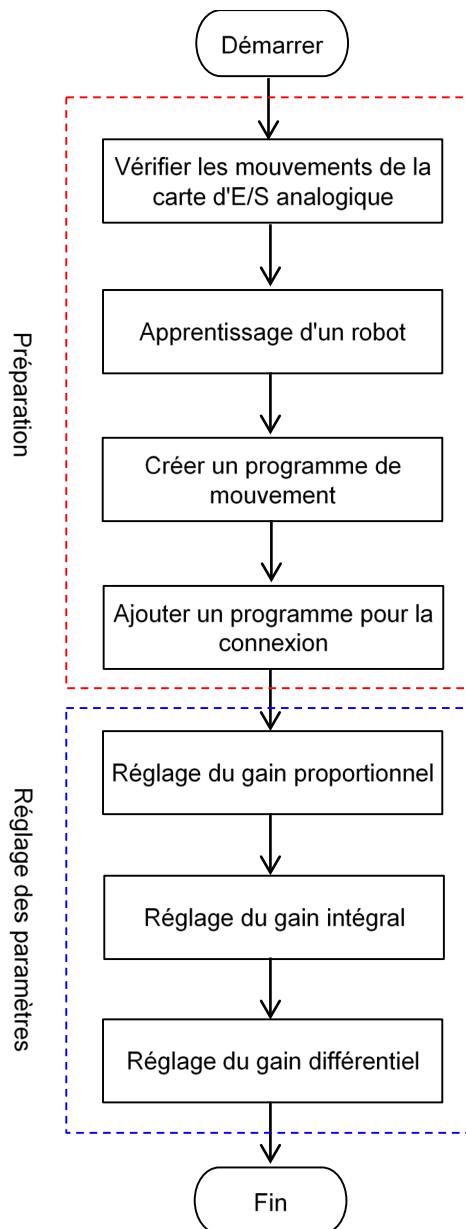 Démarrer
Préparation
Vérifier les mouvements de la
carte d'E/S analogique
Apprentissage d'un robot
Créer un programme de
mouvement
Ajouter un programme pour la
connexion
Réglage des paramètres
Réglage du gain proportionnel
Réglage du gain intégral
Réglage du gain différentiel
Fin